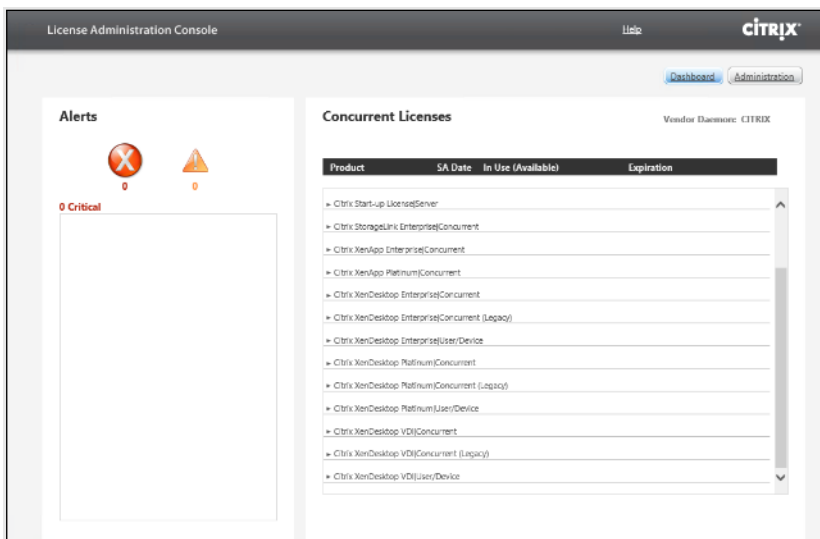 License Administration Console
Help
CİTRIX
Dashboard
Administration
Alerts
0
0
0 Critical
Concurrent Licenses
Vendor Daemon: CITRIX
Product SA Date In Use (Available) Expiration
Citrix Start-up License|Server
Citrix StorageLink Enterprise|Concurrent
Citrix XenApp Enterprise|Concurrent
Citrix XenApp Platinum|Concurrent
Citrix XenDesktop Enterprise|Concurrent
Citrix XenDesktop Enterprise|Concurrent (Legacy)
Citrix XenDesktop Enterprise|User/Device
Citrix XenDesktop Platinum|Concurrent
Citrix XenDesktop Platinum|Concurrent (Legacy)
Citrix XenDesktop Platinum|User/Device
Citrix XenDesktop VDI|Concurrent
Citrix XenDesktop VDI|Concurrent (Legacy)
Citrix XenDesktop VDI|User/Device